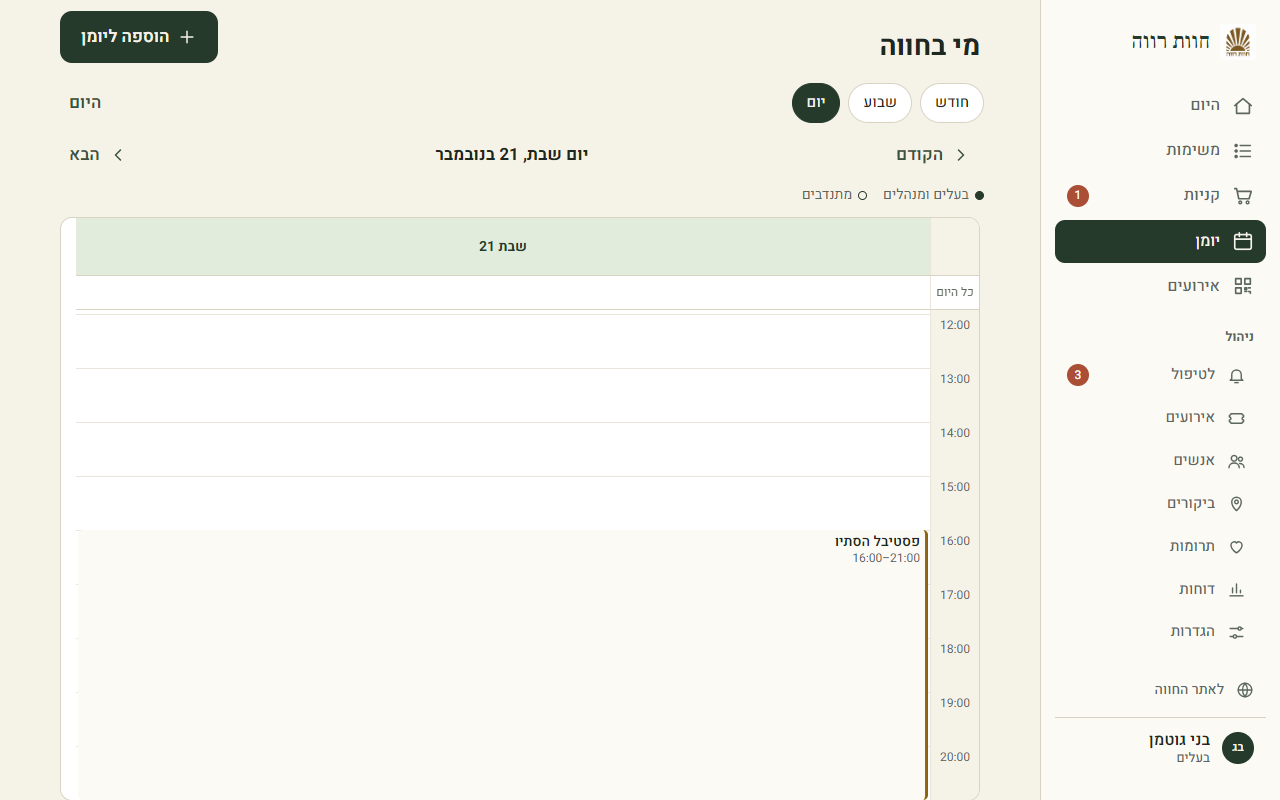 חוות רווה
היום
משימות
קניות
1
יומן
אירועים
ניהול
לטיפול
3
אירועים
אנשים
ביקורים
תרומות
דוחות
הגדרות
לאתר החווה
בג
בני גוטמן
בעלים
מי בחווה
הוספה ליומן
חודש
שבוע
יום
היום
הקודם
יום שבת, 21 בנובמבר
הבא
בעלים ומנהלים
מתנדבים
שבת 21
כל היום
12:00
13:00
14:00
15:00
16:00
פסטיבל הסתיו
16:00–21:00
17:00
18:00
19:00
20:00